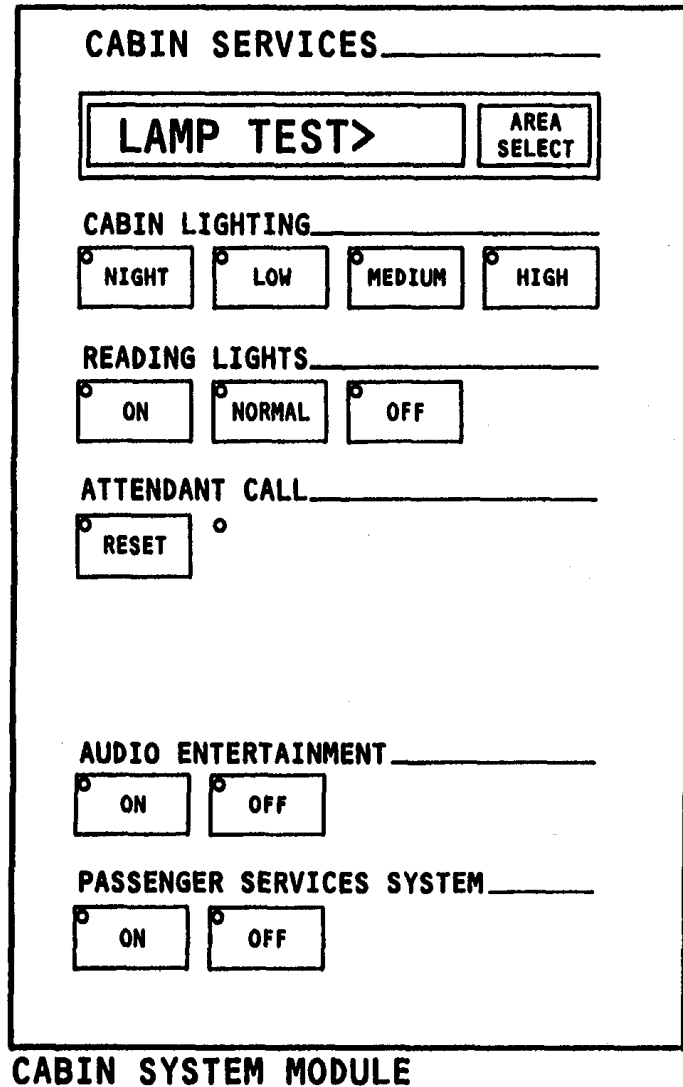 CABIN SERVICES
LAMP TEST> AREA SELECT
CABIN LIGHTING
NIGHT LOW MEDIUM HIGH
READING LIGHTS
ON NORMAL OFF
ATTENDANT CALL
RESET
AUDIO ENTERTAINMENT
ON OFF
PASSENGER SERVICES SYSTEM
ON OFF
CABIN SYSTEM MODULE